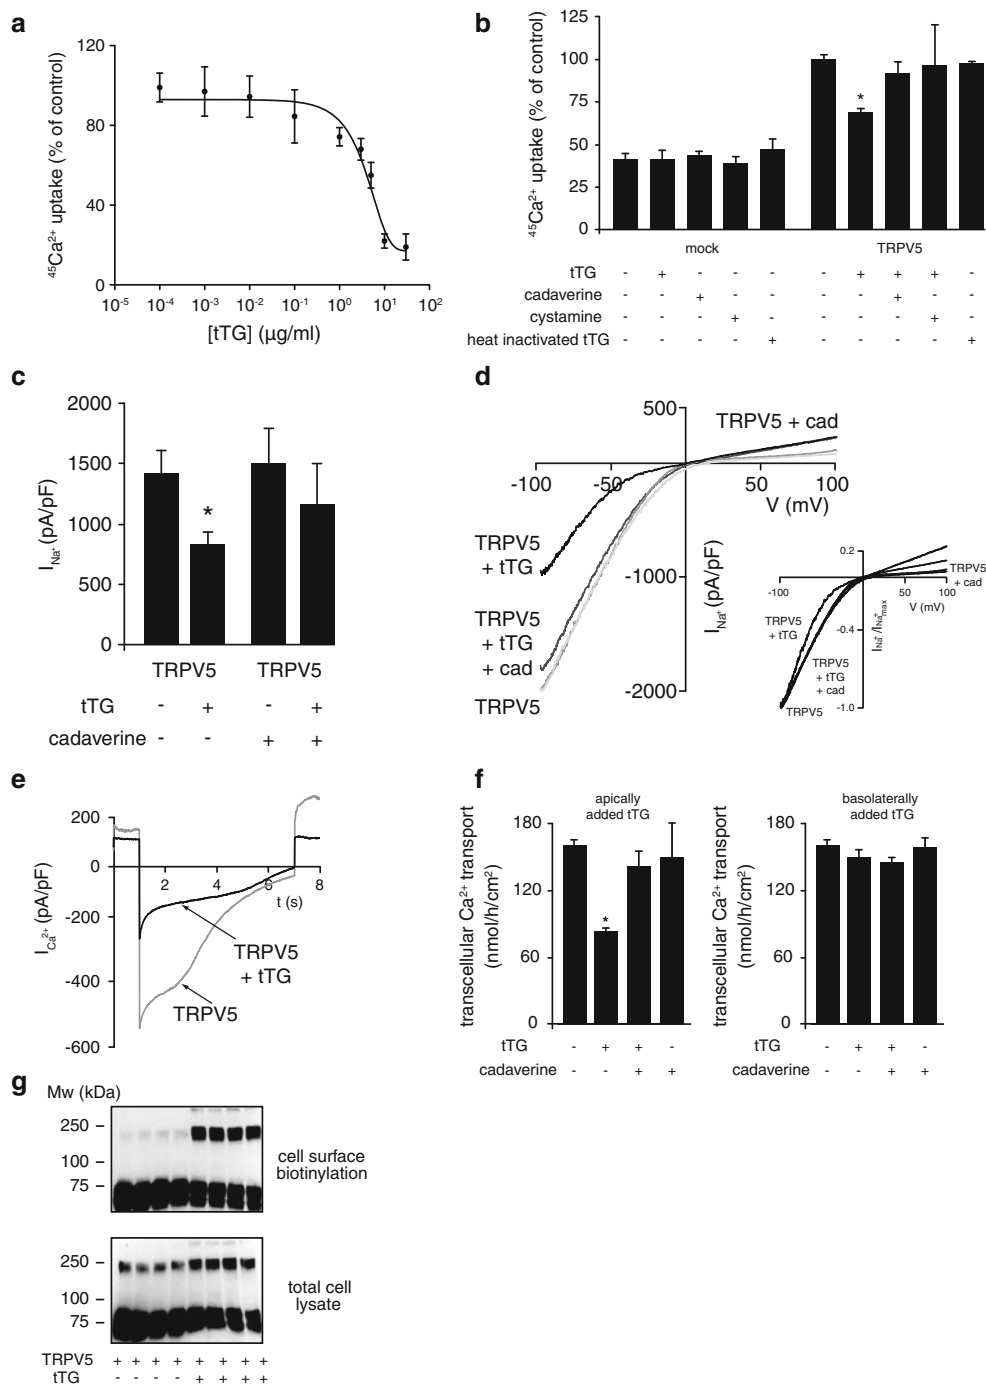 a
120
80
40
0
⁴⁵Ca²⁺ uptake (% of control)
10⁻⁵ 10⁻⁴ 10⁻³ 10⁻² 10⁻¹ 10⁰ 10¹ 10²
[tTG] (µg/ml)
b
125
100
75
50
25
0
⁴⁵Ca²⁺ uptake (% of control)
*
mock TRPV5
tTG - + - - - - + + + -
cadaverine - - + - - - - + - -
cystamine - - - + - - - - + -
heat inactivated tTG - - - - + - - - - +
c
2000
1500
1000
500
0
I Na⁺ (pA/pF)
*
TRPV5 TRPV5
tTG - + - +
cadaverine - - + +
d
500
TRPV5 + cad
-100 -50 50 100
V (mV)
TRPV5
+ tTG
-1000
TRPV5
+ tTG
+ cad
TRPV5
-2000
I Na⁺ (pA/pF)
0.2
-100 50 100
V (mV)
TRPV5
+ cad
-0.4
TRPV5
+ tTG
TRPV5
+ tTG
+ cad
TRPV5
-1.0
I Na⁺/I Na⁺ max
e
200
0
-200
-400
-600
I Ca²⁺ (pA/pF)
2 4 6 8
t (s)
TRPV5
+ tTG
TRPV5
f
apically
added tTG
180
120
60
0
transcellular Ca²⁺ transport
(nmol/h/cm²)
*
tTG - + + -
cadaverine - - + +
basolaterally
added tTG
180
120
60
0
transcellular Ca²⁺ transport
(nmol/h/cm²)
tTG - + + -
cadaverine - - + +
g
Mw (kDa)
250
100
75
cell surface
biotinylation
250
100
75
total cell
lysate
TRPV5 + + + + + + + +
tTG - - - - + + + +